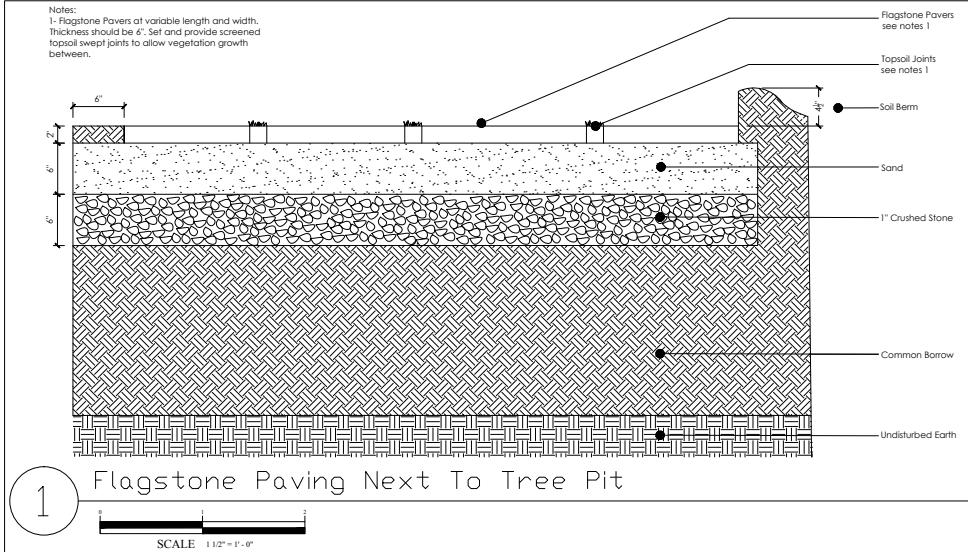 Notes:
1- Flagstone Pavers at variable length and width.
Thickness should be 6". Set and provide screened
topsoil swept joints to allow vegetation growth
between.
Flagstone Pavers
see notes 1
Topsoil Joints
see notes 1
6"
4½"
Soil Berm
2"
6"
Sand
6"
1" Crushed Stone
Common Borrow
Undisturbed Earth
1
Flagstone Paving Next To Tree Pit
0 1 2
SCALE 1 1/2" = 1' - 0"